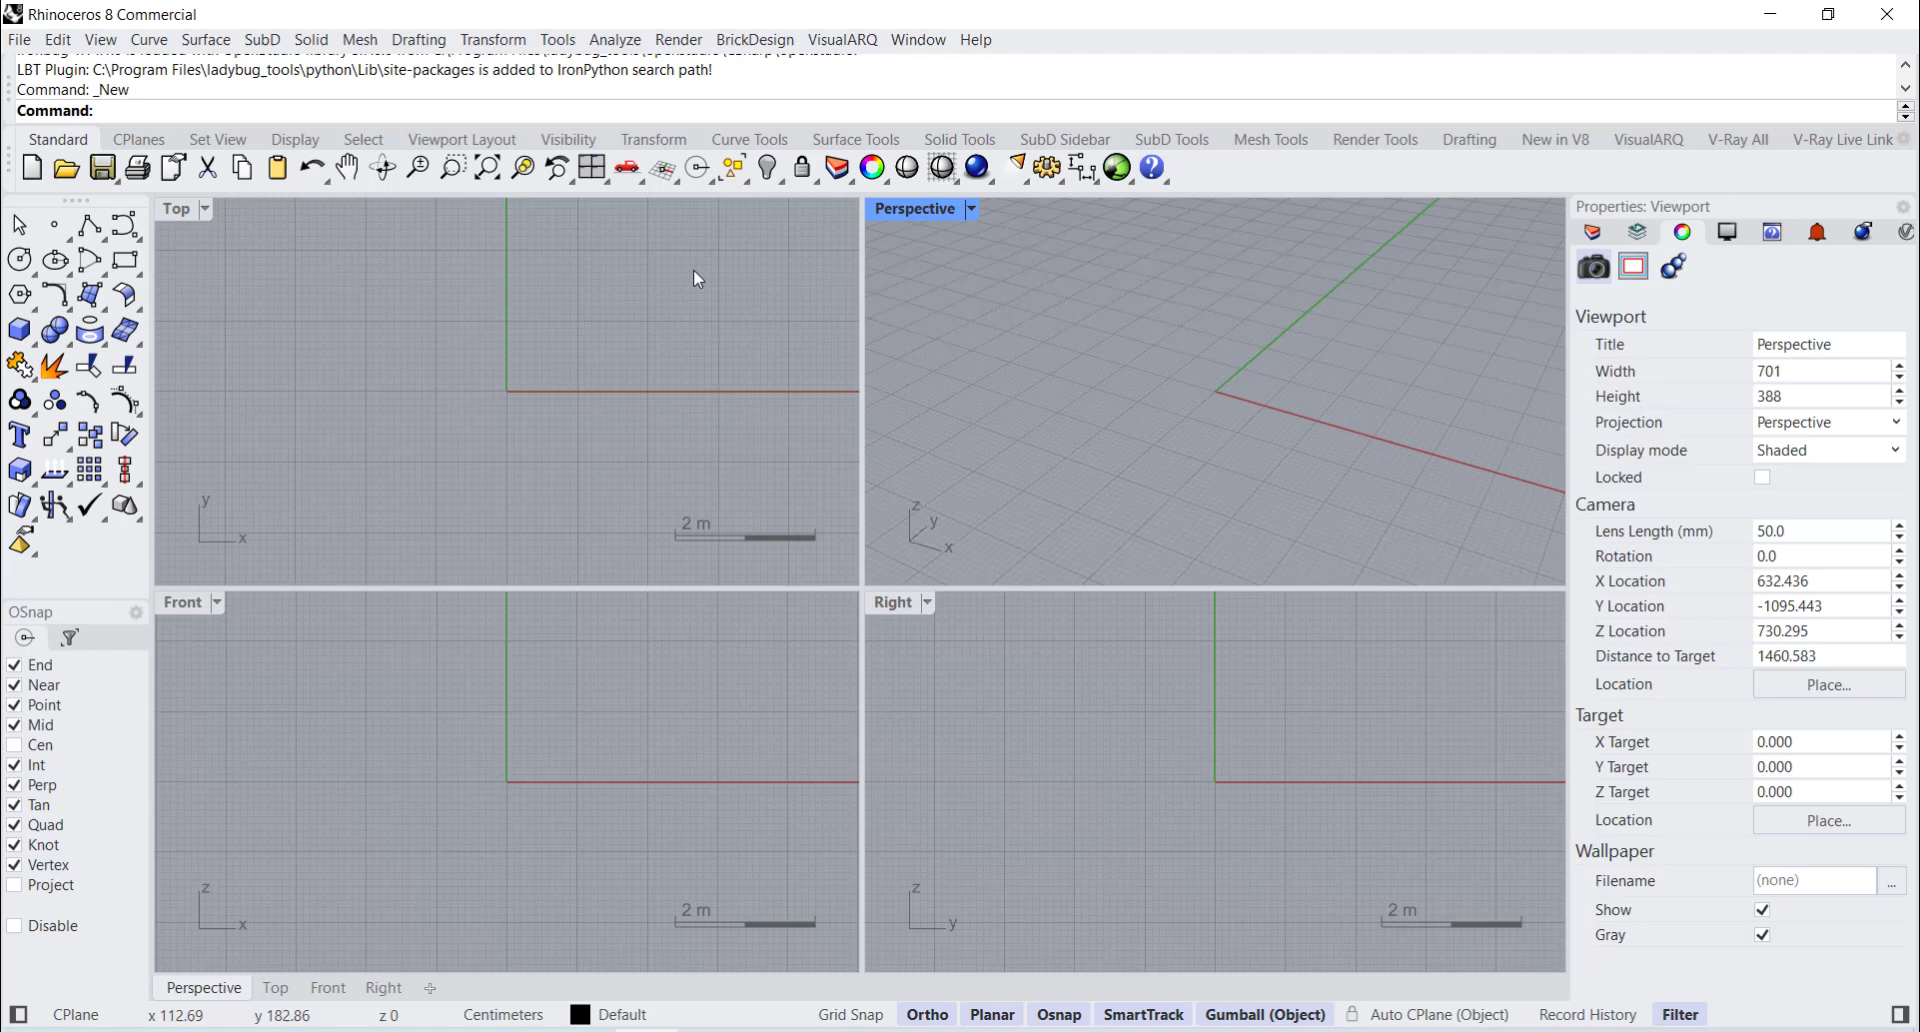 Rhinoceros 8 Commercial
File Edit View Curve Surface SubD Solid Mesh Drafting Transform Tools Analyze Render BrickDesign VisualARQ Window Help
LBT Plugin: C:\Program Files\ladybug_tools\python\Lib\site-packages is added to IronPython search path!
Command: _New
Command:
Standard CPlanes Set View Display Select Viewport Layout Visibility Transform Curve Tools Surface Tools Solid Tools SubD Sidebar SubD Tools Mesh Tools Render Tools Drafting New in V8 VisualARQ V-Ray All V-Ray Live Link
Top
y
x
2 m
Perspective
z
y
x
Front
z
x
2 m
Right
z
y
2 m
OSnap
End
Near
Point
Mid
Cen
Int
Perp
Tan
Quad
Knot
Vertex
Project
Disable
Properties: Viewport
Viewport
Title Perspective
Width 701
Height 388
Projection Perspective
Display mode Shaded
Locked
Camera
Lens Length (mm) 50.0
Rotation 0.0
X Location 632.436
Y Location -1095.443
Z Location 730.295
Distance to Target 1460.583
Location Place...
Target
X Target 0.000
Y Target 0.000
Z Target 0.000
Location Place...
Wallpaper
Filename (none) ...
Show
Gray
Perspective Top Front Right
CPlane x 112.69 y 182.86 z 0 Centimeters Default Grid Snap Ortho Planar Osnap SmartTrack Gumball (Object) Auto CPlane (Object) Record History Filter